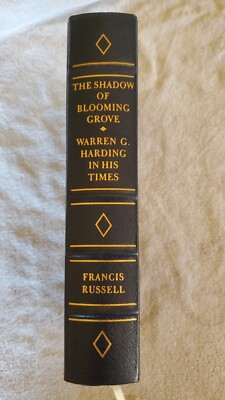 THE SHADOW
OF
BLOOMING
GROVE
WARREN G.
HARDING
IN HIS
TIMES
FRANCIS
RUSSELL